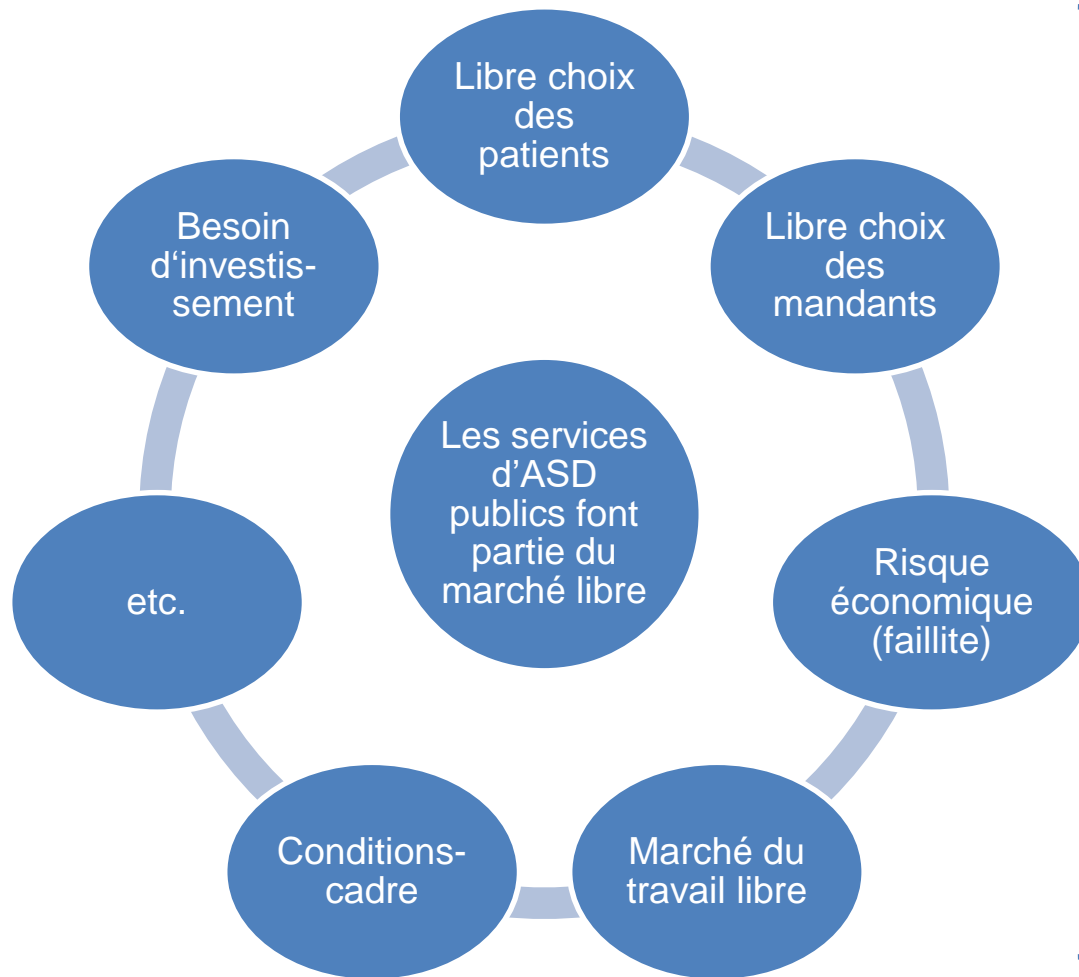 Libre choix
des
patients
Libre choix
des
mandants
Risque
économique
(faillite)
Marché du
travail libre
Conditions-
cadre
etc.
Besoin
d‘investis-
sement
Les services
d’ASD
publics font
partie du
marché libre